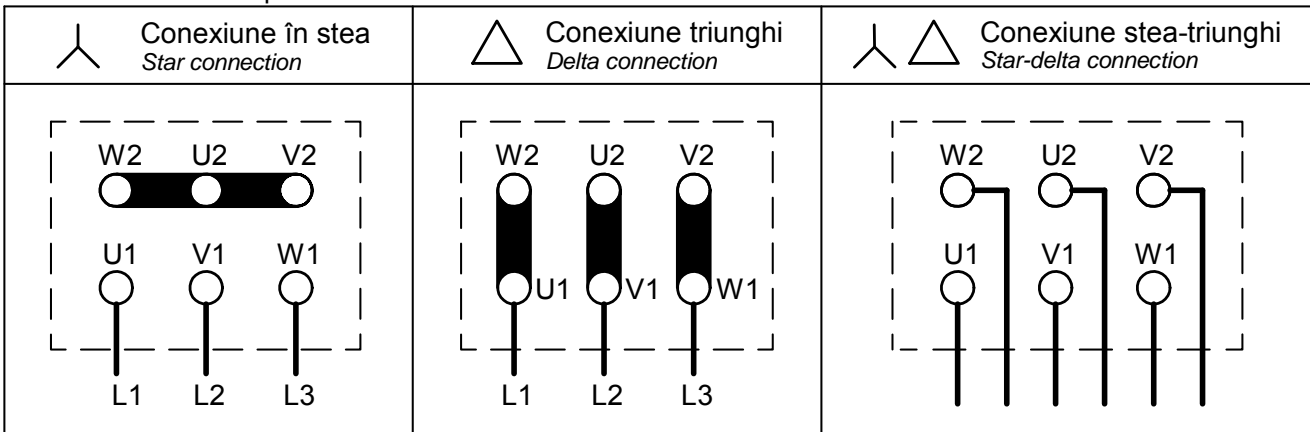 Conexiune în stea
Star connection
Conexiune triunghi
Delta connection
Conexiune stea-triunghi
Star-delta connection
W2 U2 V2
U1 V1 W1
L1 L2 L3
W2 U2 V2
U1 V1 W1
L1 L2 L3
W2 U2 V2
U1 V1 W1